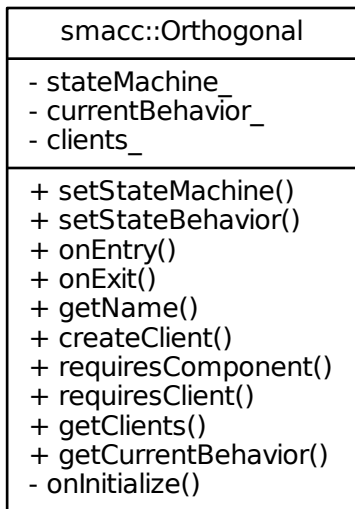 smacc::Orthogonal
- stateMachine_
- currentBehavior_
- clients_
+ setStateMachine()
+ setStateBehavior()
+ onEntry()
+ onExit()
+ getName()
+ createClient()
+ requiresComponent()
+ requiresClient()
+ getClients()
+ getCurrentBehavior()
- onInitialize()